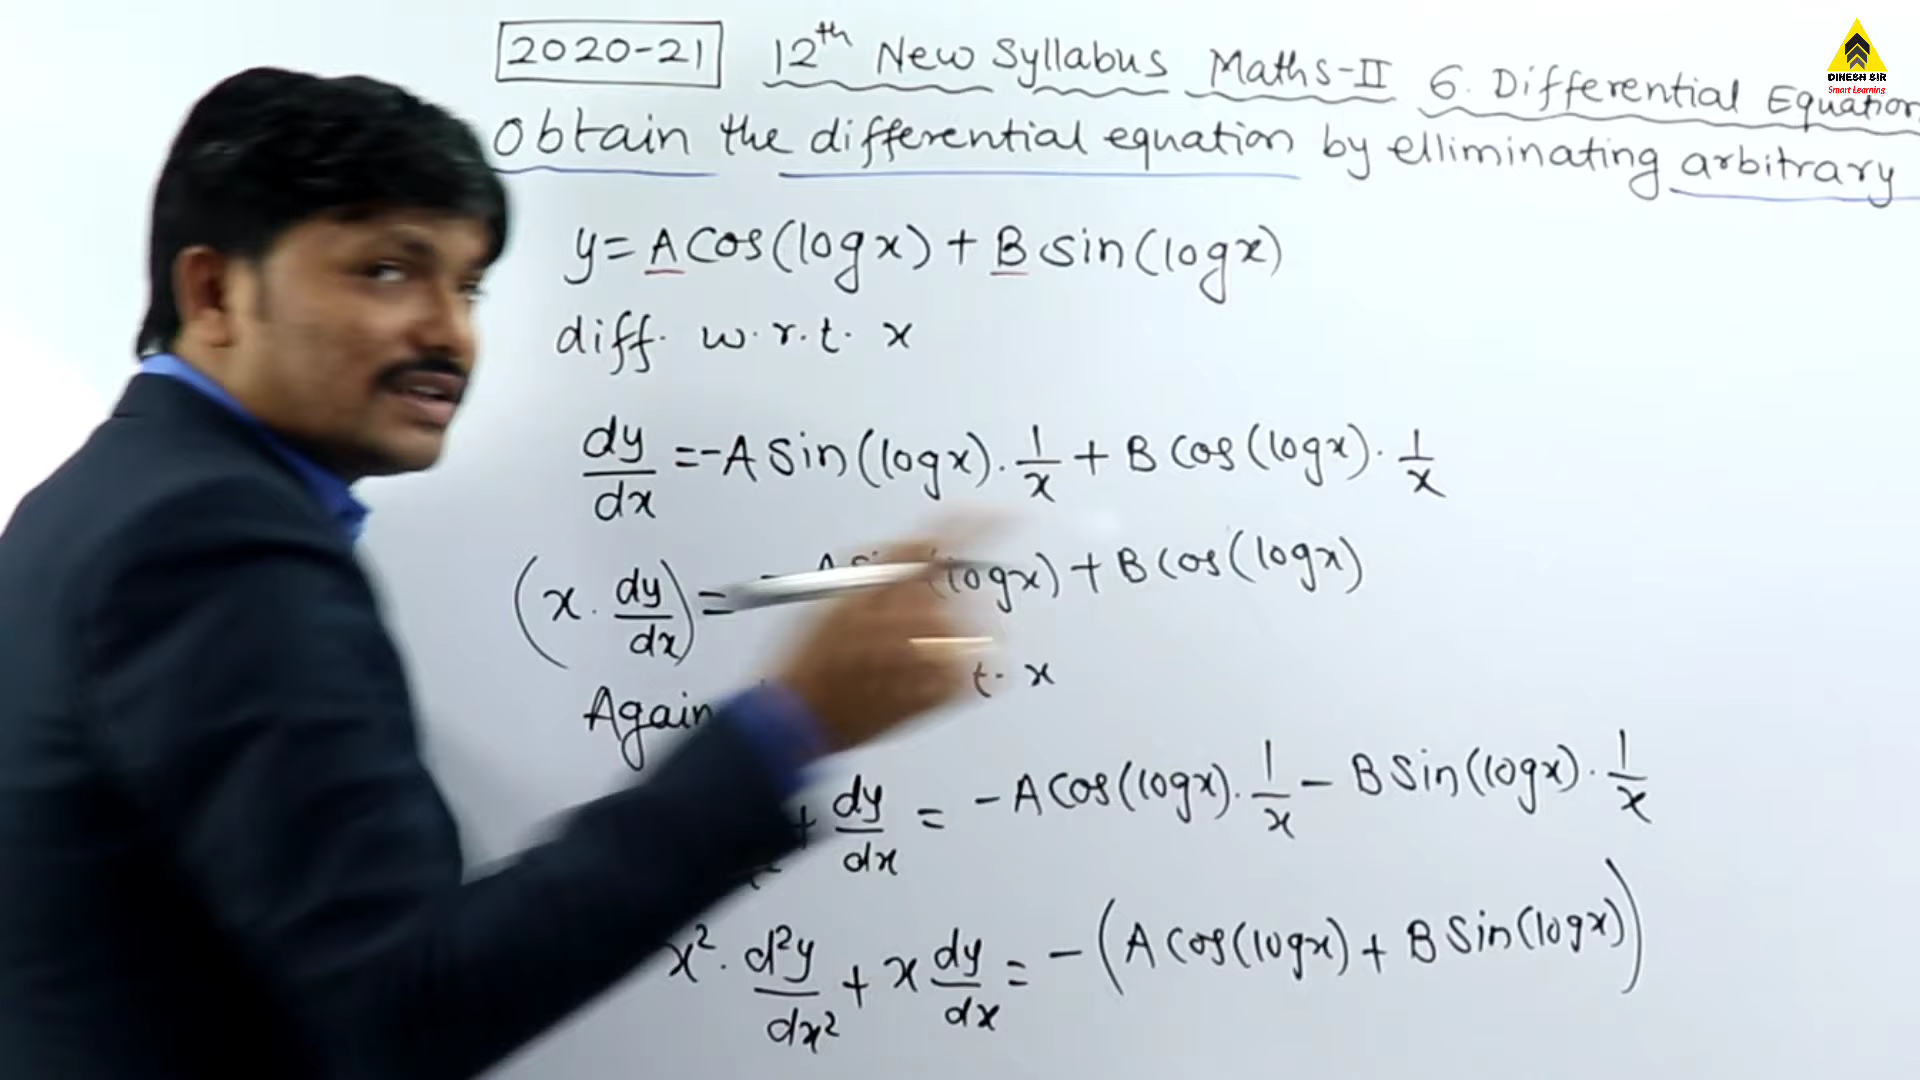 2020-21 12th New Syllabus Maths-II 6. Differential Equation
DINESH SIR
Smart Learning
Obtain the differential equation by elliminating arbitrary
y = A cos(log x) + B sin(log x)
diff. w.r.t. x
dy/dx = -A sin(log x) . 1/x + B cos(log x) . 1/x
(x . dy/dx) = - A sin(log x) + B cos(log x)
Again t. x
+ dy/dx = - A cos(log x) . 1/x - B sin(log x) . 1/x
x² . d²y/dx² + x dy/dx = - (A cos(log x) + B sin(log x))